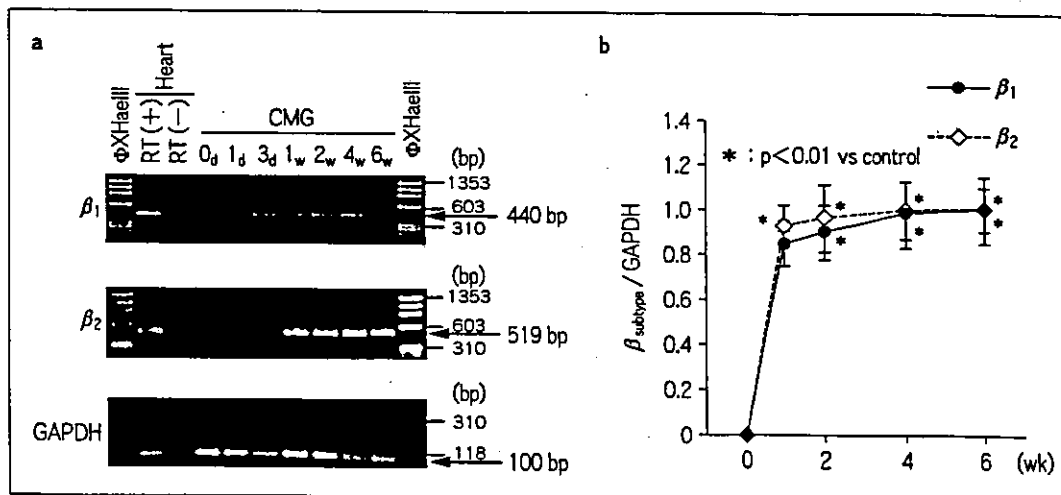 a
ΦXHaeIII
RT(+)
RT(−)
Heart
CMG
0d 1d 3d 1w 2w 4w 6w
ΦXHaeIII
(bp)
β1
1353
603
440 bp
310
(bp)
β2
1353
603
519 bp
310
(bp)
GAPDH
310
118
100 bp
b
β1
β2
* : p<0.01 vs control
βsubtype/GAPDH
1.4
1.2
1.0
0.8
0.6
0.4
0.2
0
* * * *
* * *
0 2 4 6 (wk)